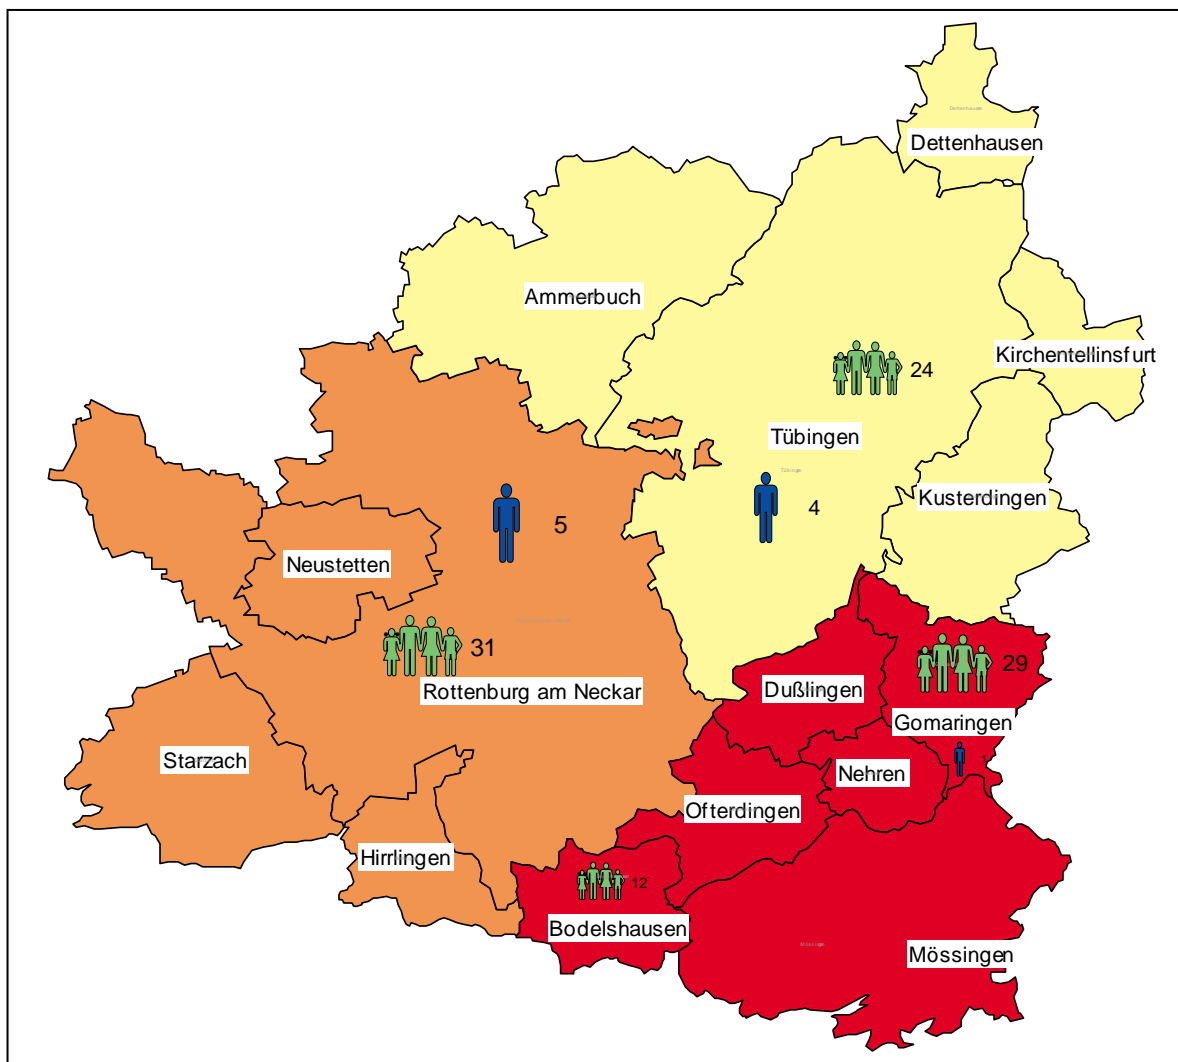 Dettenhausen
Ammerbuch
Kirchentellinsfurt
24
Tübingen
Kusterdingen
4
5
Neustetten
31
Rottenburg am Neckar
29
Dußlingen
Gomaringen
Starzach
1
Nehren
Ofterdingen
Hirrlingen
12
Bodelshausen
Mössingen